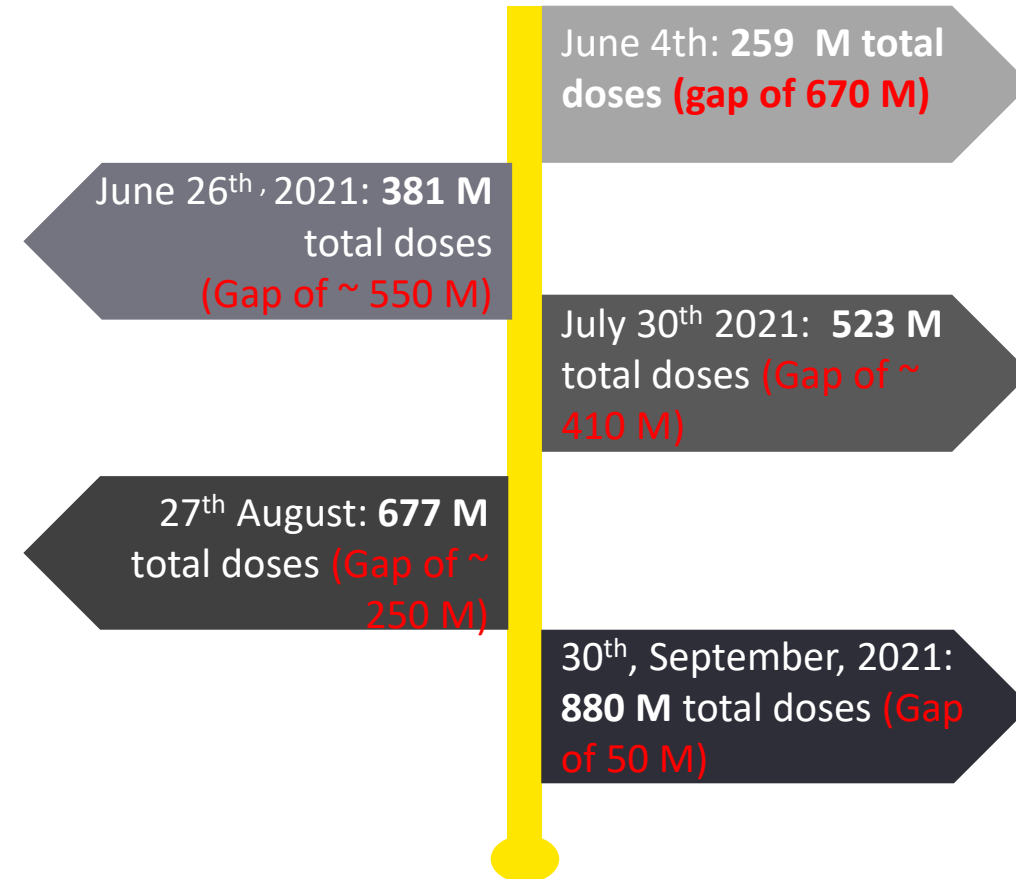 June 4th: 259 M total
doses (gap of 670 M)
June 26th , 2021: 381 M
total doses
(Gap of ~ 550 M)
July 30th 2021: 523 M
total doses (Gap of ~
410 M)
27th August: 677 M
total doses (Gap of ~
250 M)
30th, September, 2021:
880 M total doses (Gap
of 50 M)